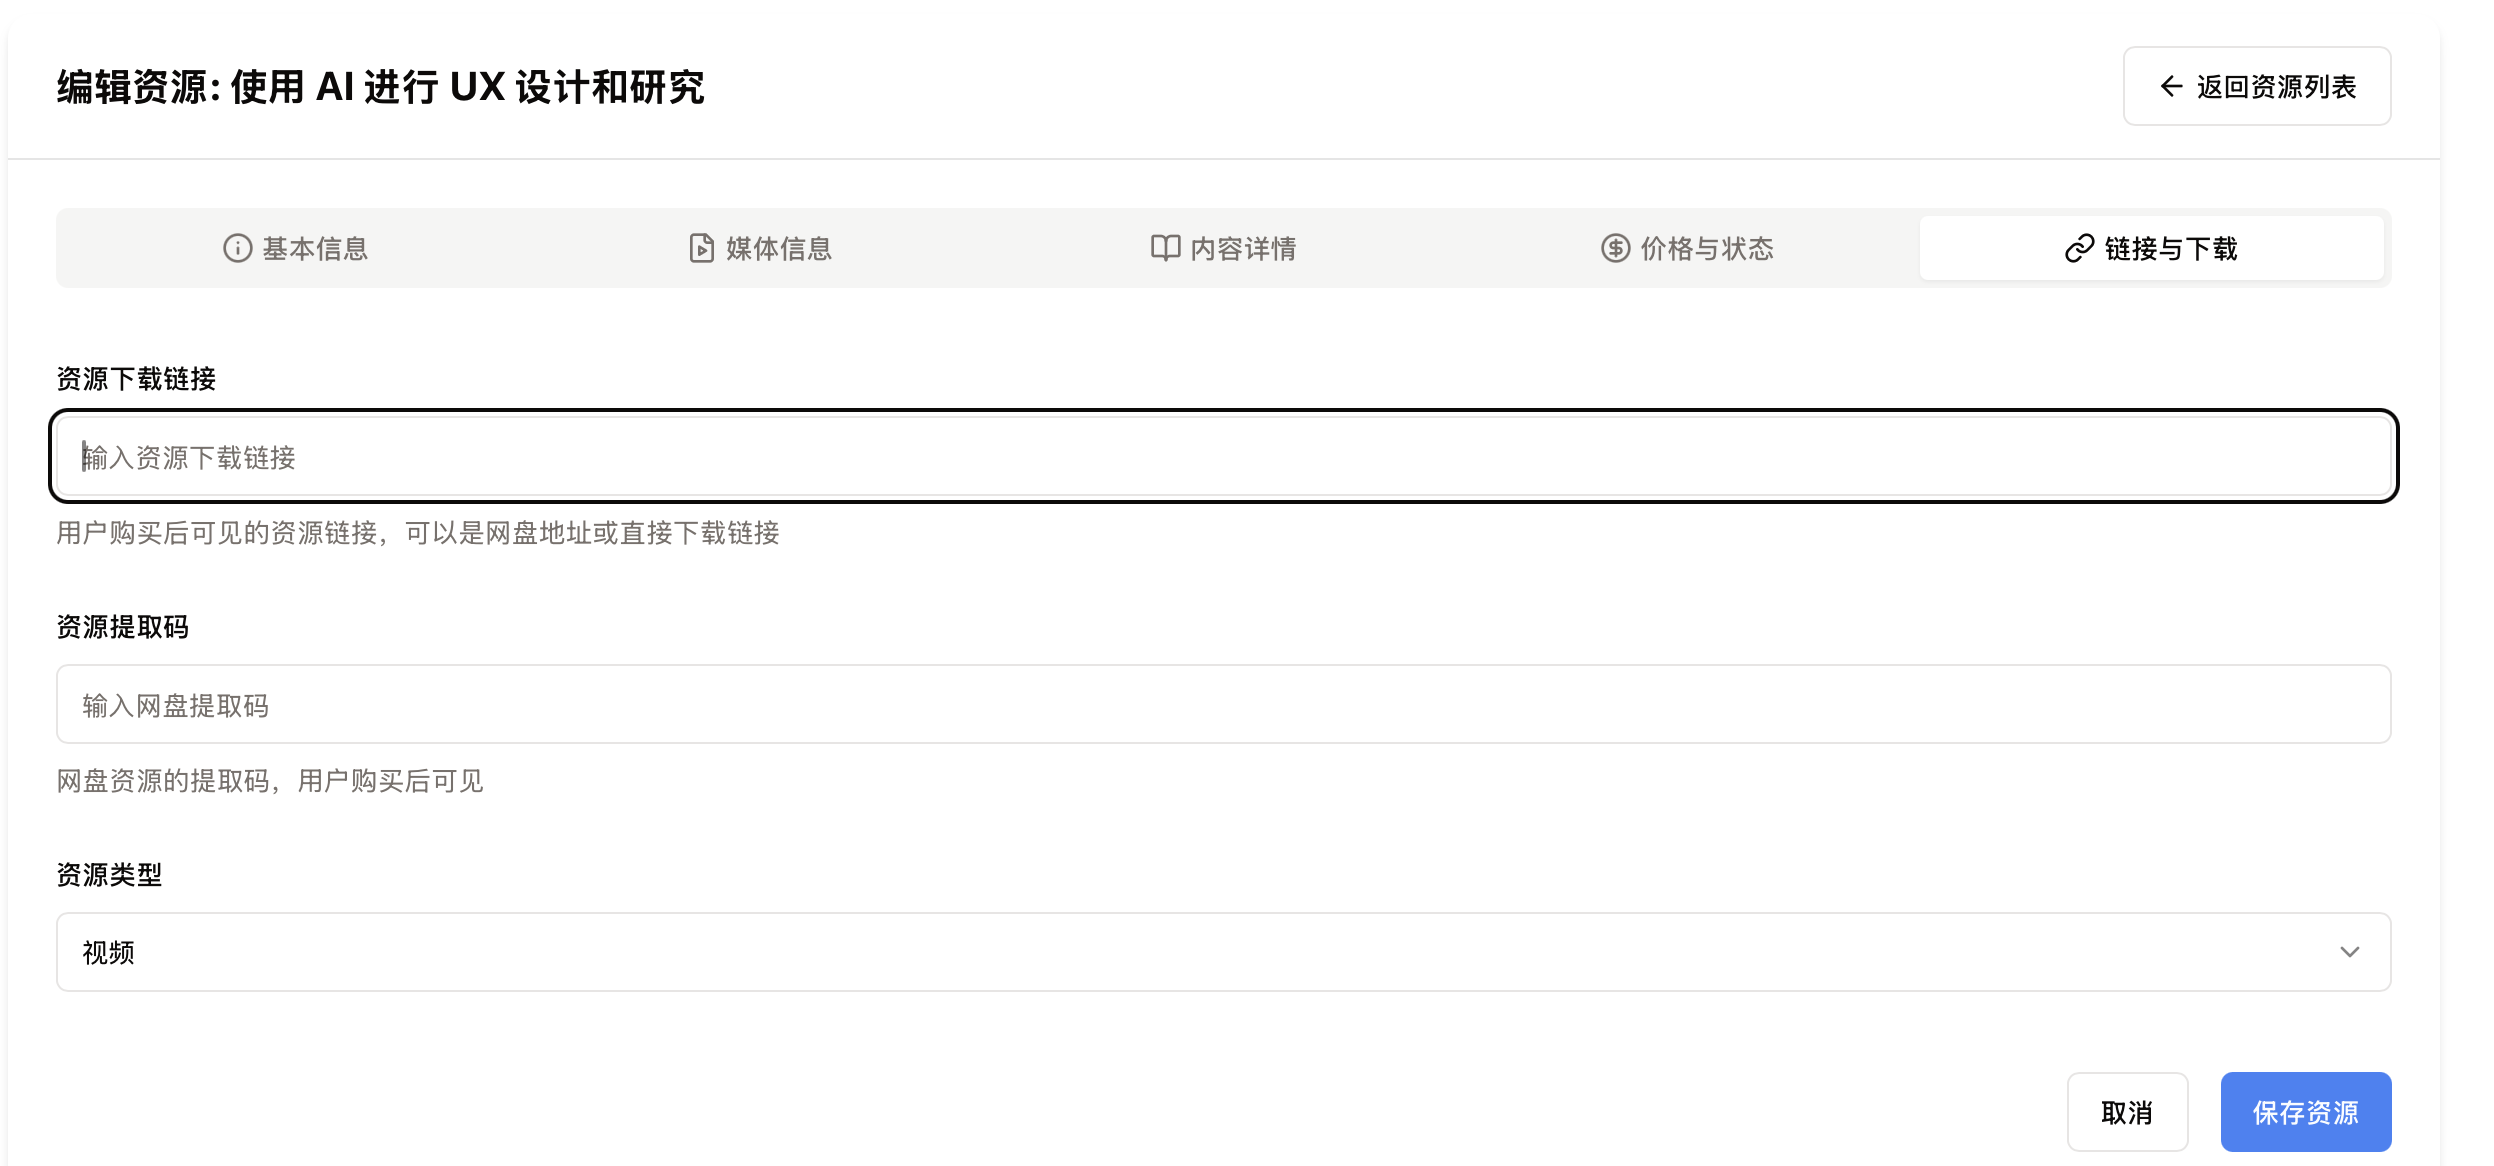 编辑资源: 使用 AI 进行 UX 设计和研究
返回资源列表
基本信息
媒体信息
内容详情
价格与状态
链接与下载
资源下载链接
输入资源下载链接
用户购买后可见的资源链接，可以是网盘地址或直接下载链接
资源提取码
输入网盘提取码
网盘资源的提取码，用户购买后可见
资源类型
视频
取消
保存资源